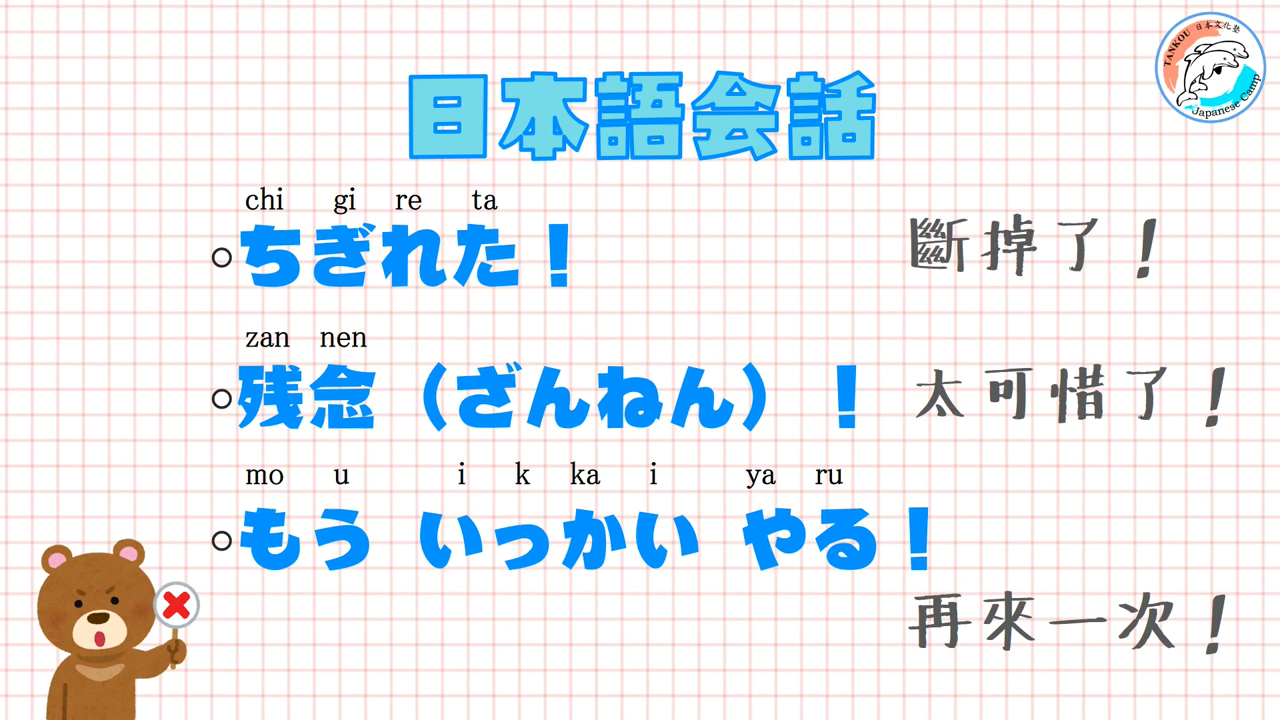 TANKOU 日本文化塾
Japanese Camp
日本語会話
chi gi re ta
ちぎれた！
斷掉了！
zan nen
残念（ざんねん）！
太可惜了！
mo u i k ka i ya ru
もう いっかい やる！
再來一次！